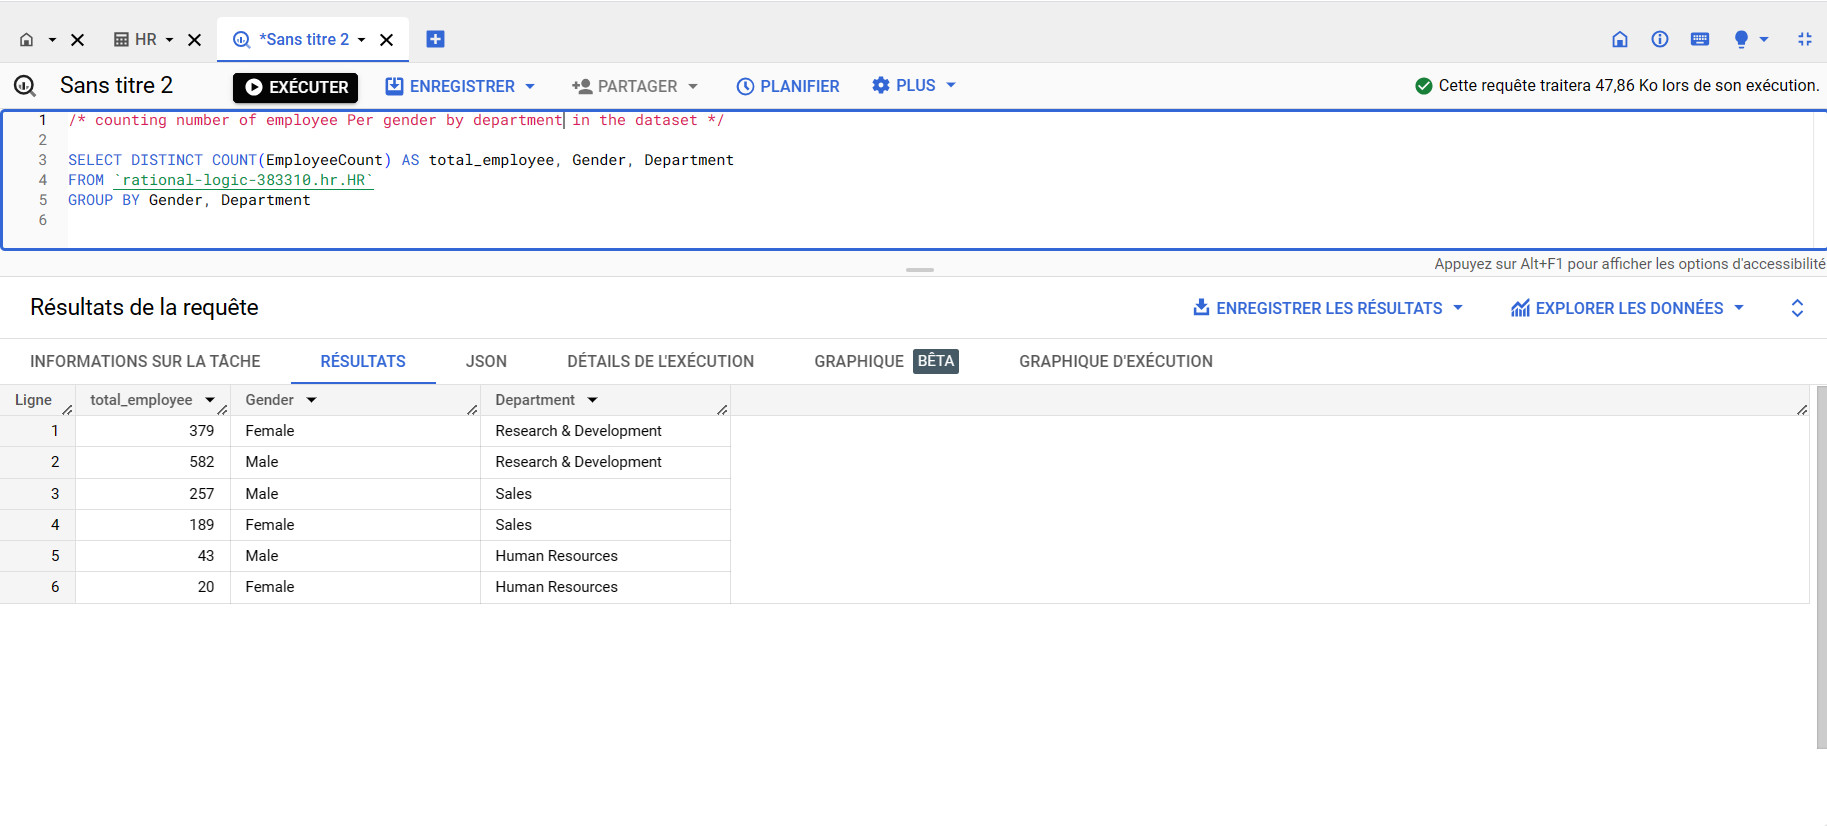 HR
*Sans titre 2
Sans titre 2 EXÉCUTER ENREGISTRER PARTAGER PLANIFIER PLUS Cette requête traitera 47,86 Ko lors de son exécution.
1 /* counting number of employee Per gender by department in the dataset */
2
3 SELECT DISTINCT COUNT(EmployeeCount) AS total_employee, Gender, Department
4 FROM `rational-logic-383310.hr.HR`
5 GROUP BY Gender, Department
6
Appuyez sur Alt+F1 pour afficher les options d'accessibilité
Résultats de la requête ENREGISTRER LES RÉSULTATS EXPLORER LES DONNÉES
INFORMATIONS SUR LA TÂCHE RÉSULTATS JSON DÉTAILS DE L'EXÉCUTION GRAPHIQUE BÊTA GRAPHIQUE D'EXÉCUTION
Ligne total_employee Gender Department
1 379 Female Research & Development
2 582 Male Research & Development
3 257 Male Sales
4 189 Female Sales
5 43 Male Human Resources
6 20 Female Human Resources